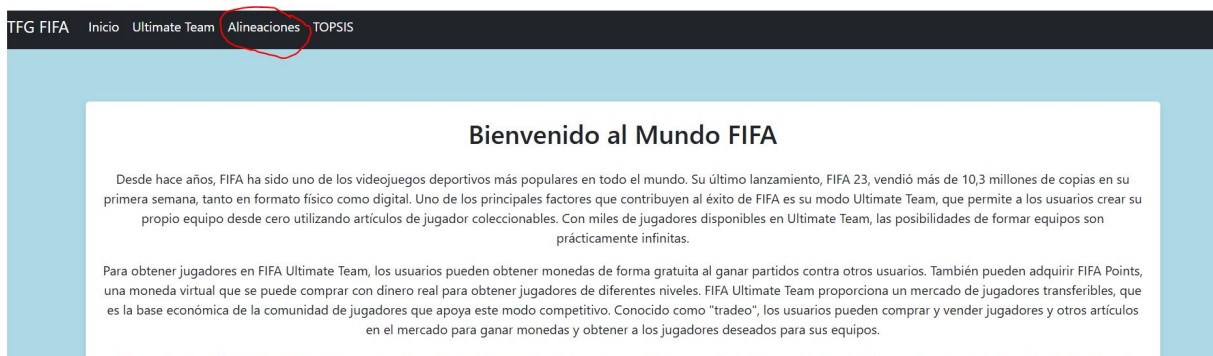 TFG FIFA Inicio Ultimate Team Alineaciones TOPSIS
Bienvenido al Mundo FIFA
Desde hace años, FIFA ha sido uno de los videojuegos deportivos más populares en todo el mundo. Su último lanzamiento, FIFA 23, vendió más de 10,3 millones de copias en su
primera semana, tanto en formato físico como digital. Uno de los principales factores que contribuyen al éxito de FIFA es su modo Ultimate Team, que permite a los usuarios crear su
propio equipo desde cero utilizando artículos de jugador coleccionables. Con miles de jugadores disponibles en Ultimate Team, las posibilidades de formar equipos son
prácticamente infinitas.
Para obtener jugadores en FIFA Ultimate Team, los usuarios pueden obtener monedas de forma gratuita al ganar partidos contra otros usuarios. También pueden adquirir FIFA Points,
una moneda virtual que se puede comprar con dinero real para obtener jugadores de diferentes niveles. FIFA Ultimate Team proporciona un mercado de jugadores transferibles, que
es la base económica de la comunidad de jugadores que apoya este modo competitivo. Conocido como "tradeo", los usuarios pueden comprar y vender jugadores y otros artículos
en el mercado para ganar monedas y obtener a los jugadores deseados para sus equipos.